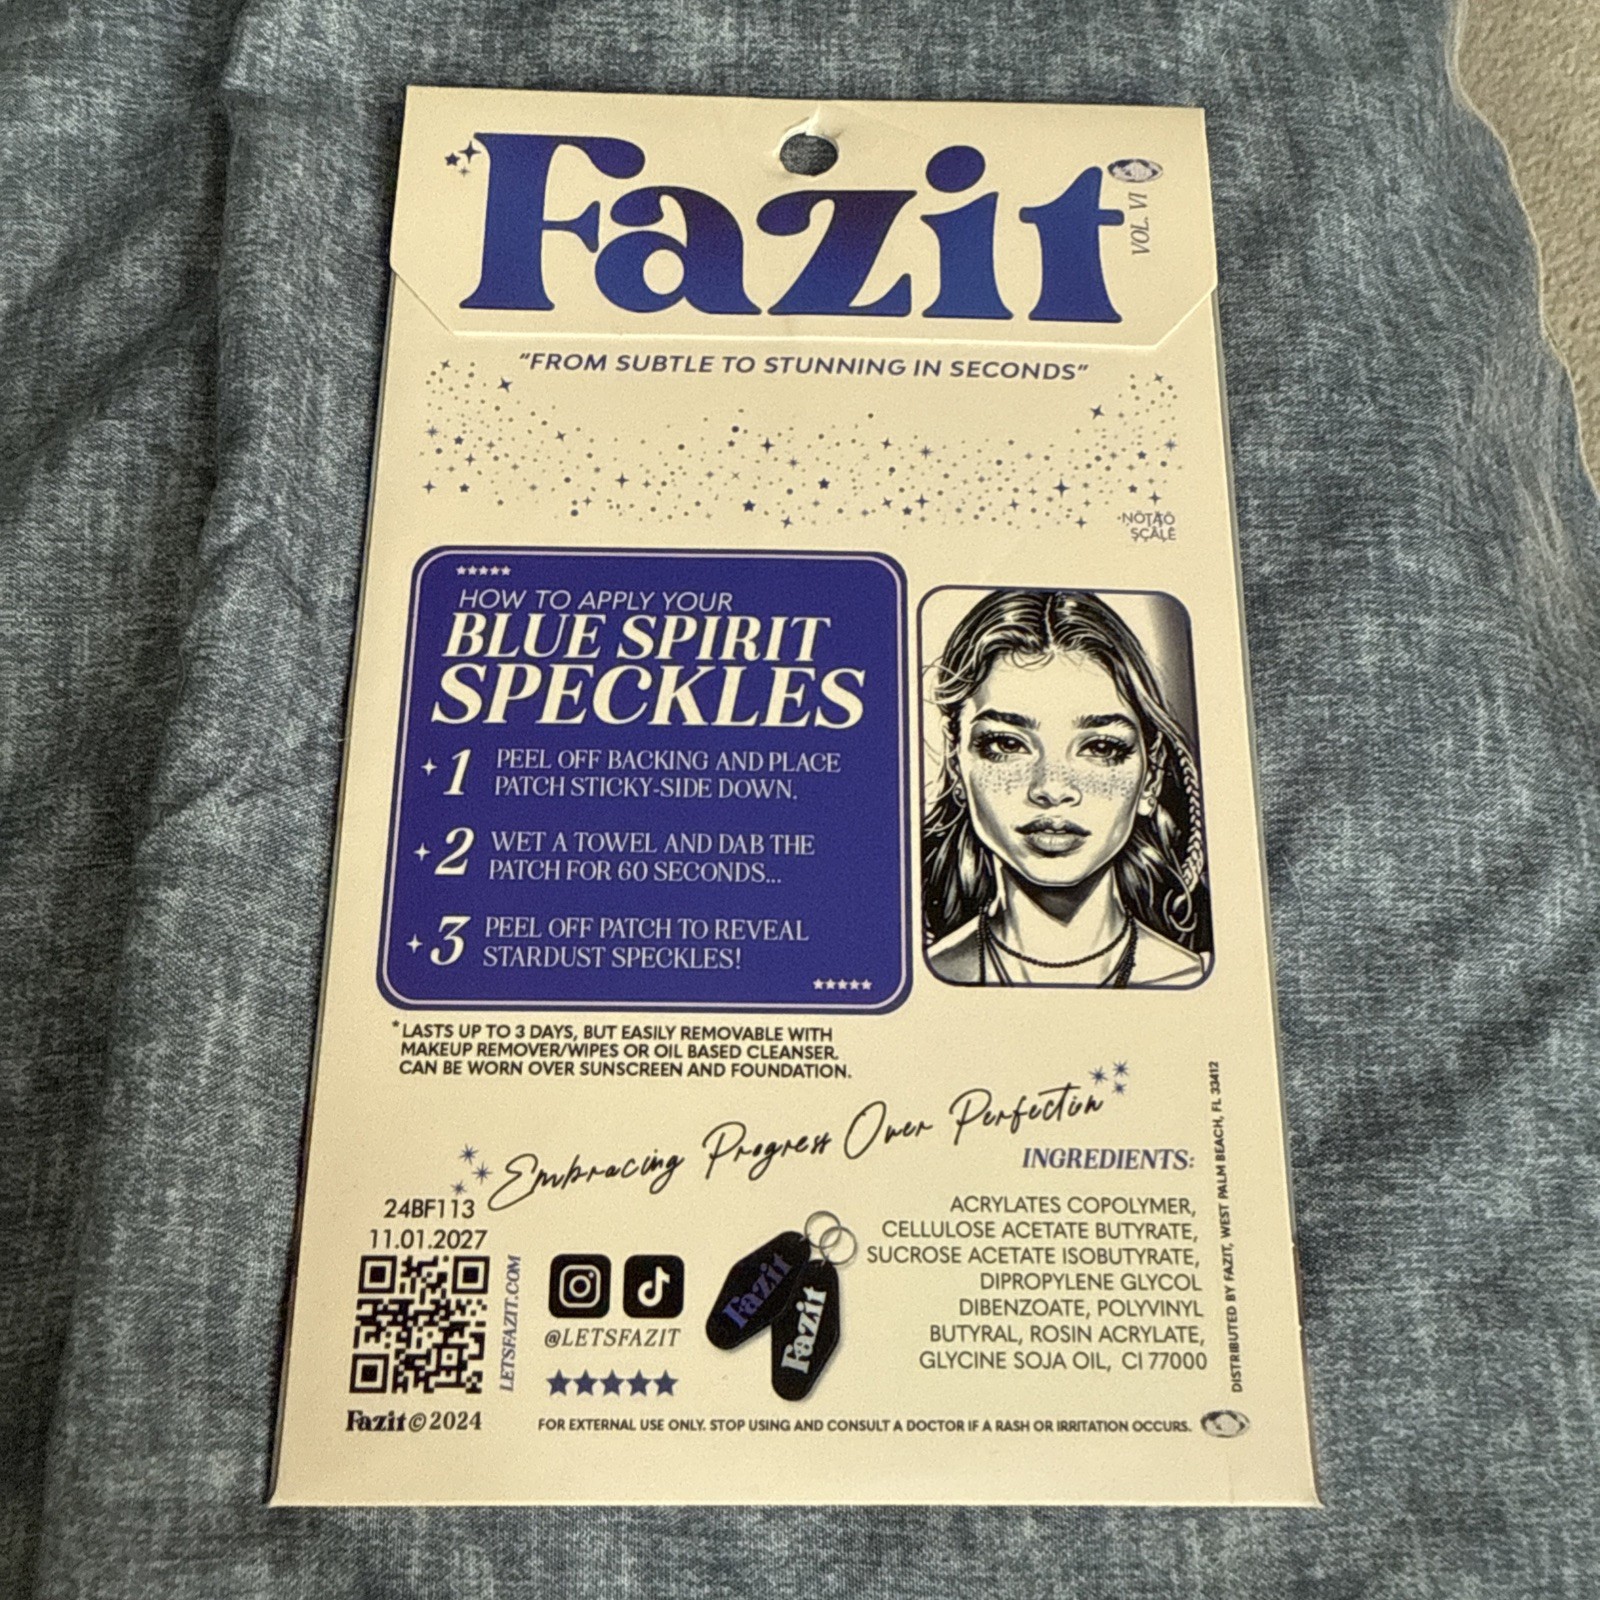 Fazit
VOL. VI
"FROM SUBTLE TO STUNNING IN SECONDS"
NOT TO
SCALE
HOW TO APPLY YOUR
BLUE SPIRIT
SPECKLES
1 PEEL OFF BACKING AND PLACE
PATCH STICKY-SIDE DOWN.
2 WET A TOWEL AND DAB THE
PATCH FOR 60 SECONDS...
3 PEEL OFF PATCH TO REVEAL
STARDUST SPECKLES!
*LASTS UP TO 3 DAYS, BUT EASILY REMOVABLE WITH
MAKEUP REMOVER/WIPES OR OIL BASED CLEANSER.
CAN BE WORN OVER SUNSCREEN AND FOUNDATION.
Embracing Progress Over Perfection
24BF113
11.01.2027
LETSFAZIT.COM
Fazit©2024
@LETSFAZIT
Fazit
Fazit
INGREDIENTS:
ACRYLATES COPOLYMER,
CELLULOSE ACETATE BUTYRATE,
SUCROSE ACETATE ISOBUTYRATE,
DIPROPYLENE GLYCOL
DIBENZOATE, POLYVINYL
BUTYRAL, ROSIN ACRYLATE,
GLYCINE SOJA OIL, CI 77000
DISTRIBUTED BY FAZIT, WEST PALM BEACH, FL 33412
FOR EXTERNAL USE ONLY. STOP USING AND CONSULT A DOCTOR IF A RASH OR IRRITATION OCCURS.